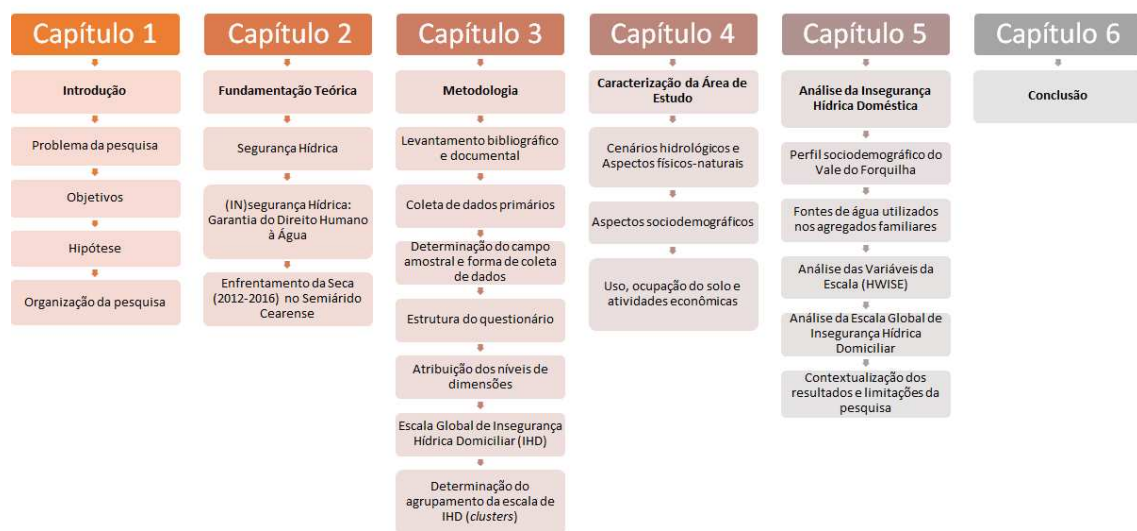 Capítulo 1
Introdução
Problema da pesquisa
Objetivos
Hipótese
Organização da pesquisa
Capítulo 2
Fundamentação Teórica
Segurança Hídrica
(IN)segurança Hídrica:
Garantia do Direito Humano
à Água
Enfrentamento da Seca
(2012-2016) no Semiárido
Cearense
Capítulo 3
Metodologia
Levantamento bibliográfico
e documental
Coleta de dados primários
Determinação do campo
amostral e forma de coleta
de dados
Estrutura do questionário
Atribuição dos níveis de
dimensões
Escala Global de Insegurança
Hídrica Domiciliar (IHD)
Determinação do
agrupamento da escala de
IHD (clusters)
Capítulo 4
Caracterização da Área de
Estudo
Cenários hidrológicos e
Aspectos físicos-naturais
Aspectos sociodemográficos
Uso, ocupação do solo e
atividades econômicas
Capítulo 5
Análise da Insegurança
Hídrica Doméstica
Perfil sociodemográfico do
Vale do Forquilha
Fontes de água utilizados
nos agregados familiares
Análise das Variáveis da
Escala (HWISE)
Análise da Escala Global de
Insegurança Hídrica
Domiciliar
Contextualização dos
resultados e limitações da
pesquisa
Capítulo 6
Conclusão